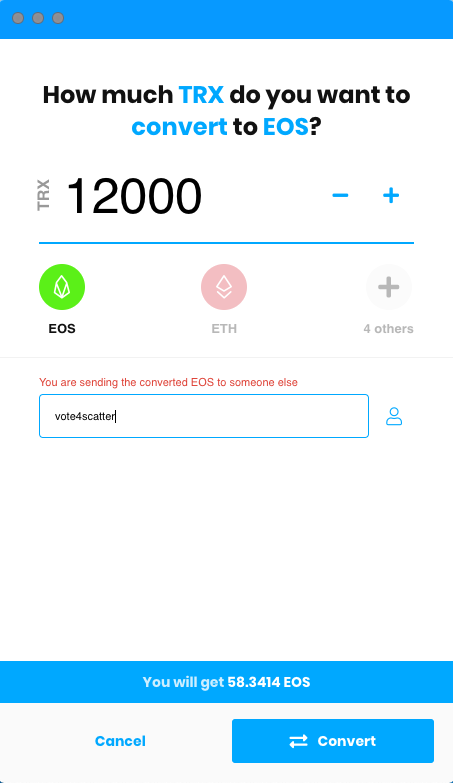 How much TRX do you want to
convert to EOS?
TRX
12000
EOS
ETH
4 others
You are sending the converted EOS to someone else
vote4scatter
You will get 58.3414 EOS
Cancel
Convert